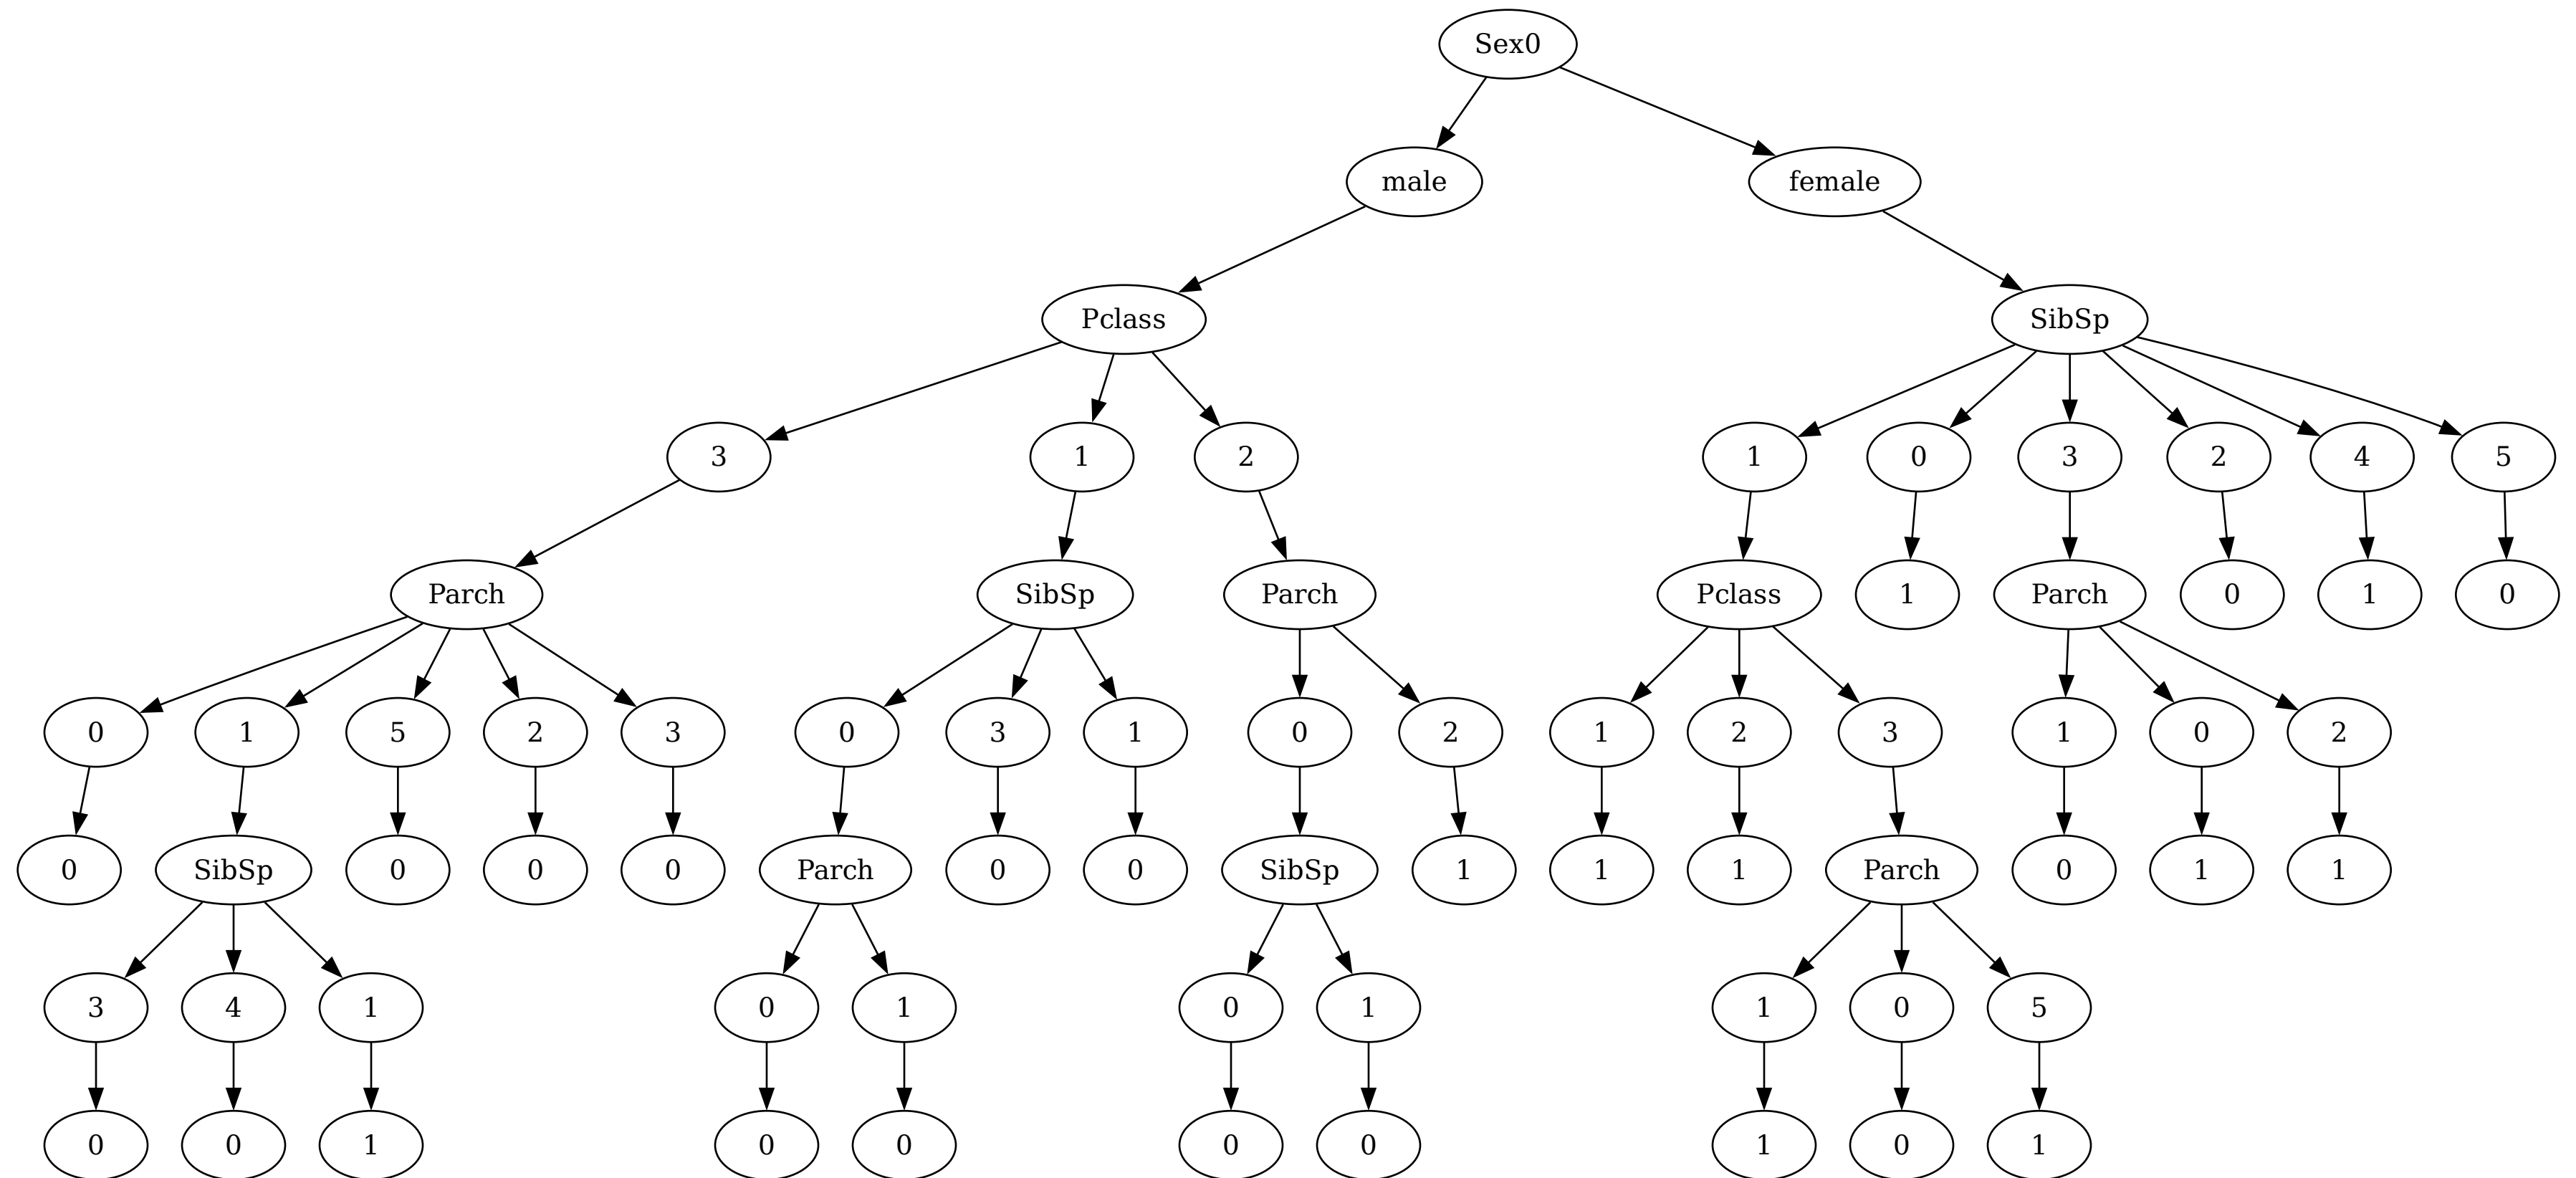 Sex0
male female
Pclass SibSp
3 1 2 1 0 3 2 4 5
Parch SibSp Parch Pclass 1 Parch 0 1 0
0 1 5 2 3 0 3 1 0 2 1 2 3 1 0 2
0 SibSp 0 0 0 Parch 0 0 SibSp 1 1 1 Parch 0 1 1
3 4 1 0 1 0 1 1 0 5
0 0 1 0 0 0 0 1 0 1